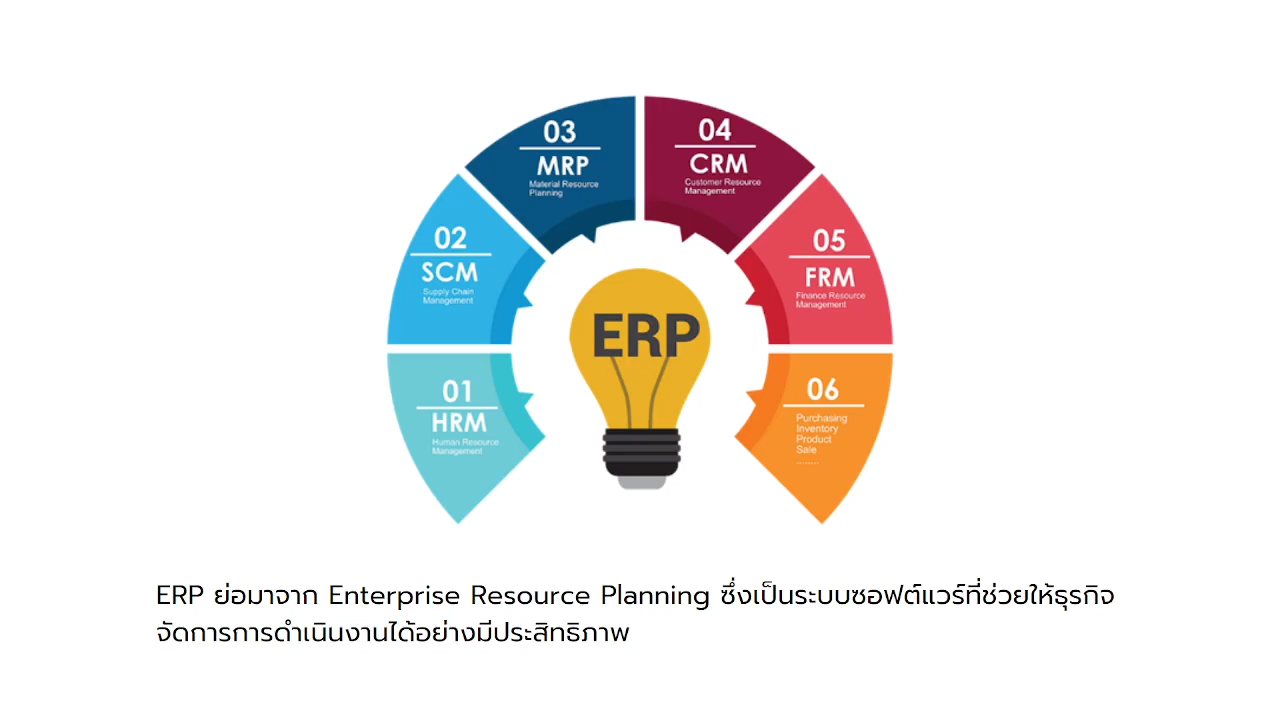 03
MRP
Material Resource
Planning
04
CRM
Customer Resource
Management
02
SCM
Supply Chain
Management
05
FRM
Finance Resource
Management
ERP
01
HRM
Human Resource
Management
06
Purchasing
Inventory
Product
Sale
..........
ERP ย่อมาจาก Enterprise Resource Planning ซึ่งเป็นระบบซอฟต์แวร์ที่ช่วยให้ธุรกิจ
จัดการการดำเนินงานได้อย่างมีประสิทธิภาพ